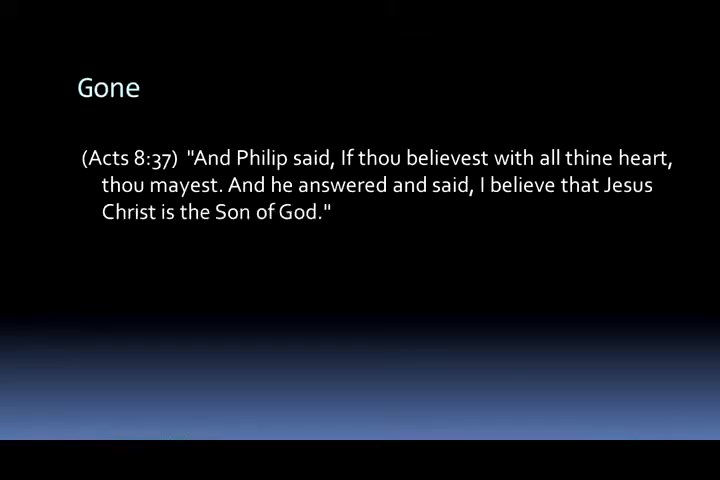 Gone
(Acts 8:37) "And Philip said, If thou believest with all thine heart,
thou mayest. And he answered and said, I believe that Jesus
Christ is the Son of God."